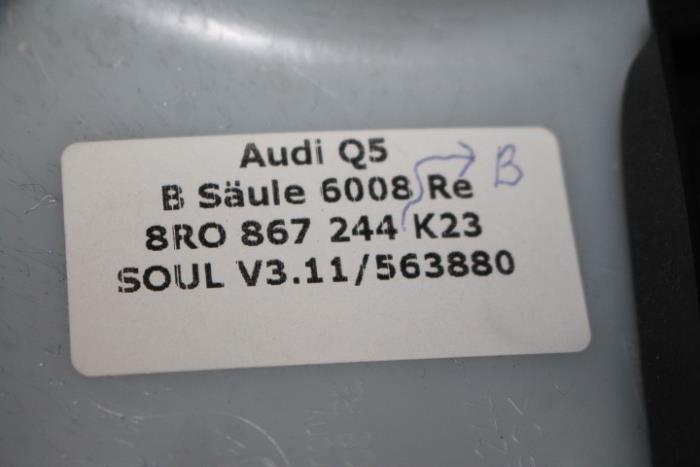 Audi Q5
B Säule 6008 Re B
8RO 867 244 K23
SOUL V3.11/563880